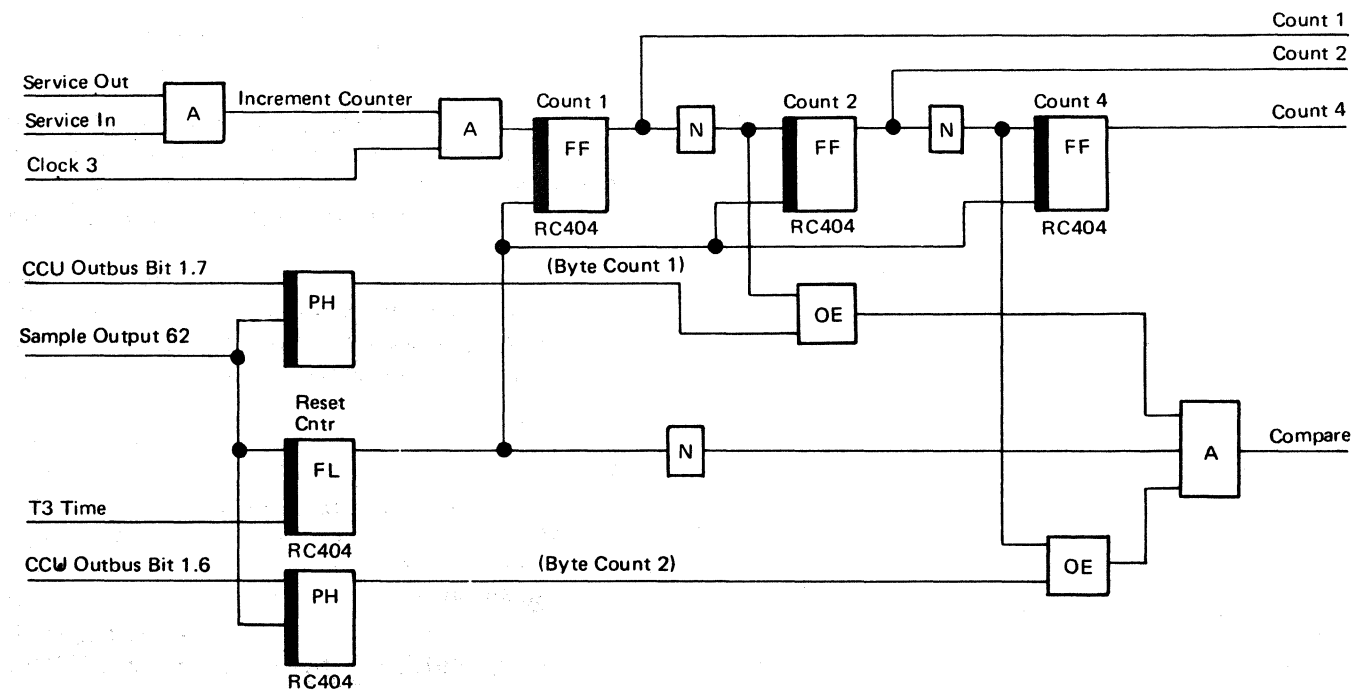 Count 1
Count 2
Service Out
A
Increment Counter
Service In
A
Clock 3
Count 1
FF
RC404
N
Count 2
FF
RC404
N
Count 4
FF
RC404
Count 4
CCU Outbus Bit 1.7
PH
(Byte Count 1)
OE
Sample Output 62
Reset
Cntr
FL
RC404
N
A
Compare
T3 Time
CCU Outbus Bit 1.6
PH
RC404
(Byte Count 2)
OE